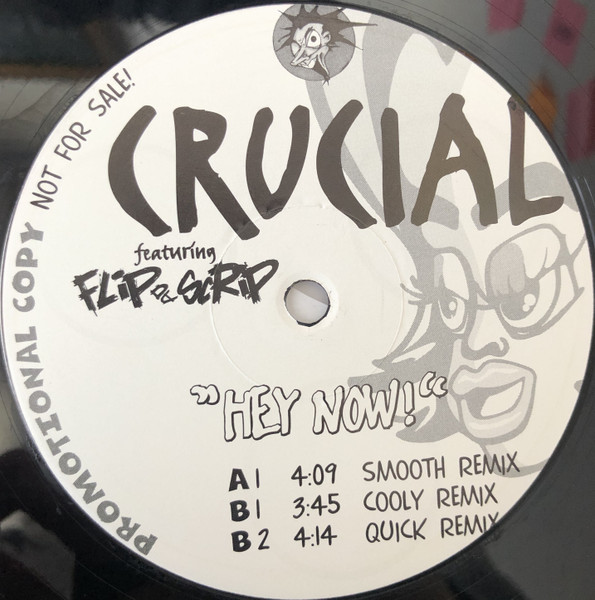 PROMOTIONAL COPY NOT FOR SALE!
CRUCIAL
featuring
FLiP & ScRiP
"HEY NOW!"
A1 4:09 SMOOTH REMIX
B1 3:45 COOLY REMIX
B2 4:14 QUICK REMIX